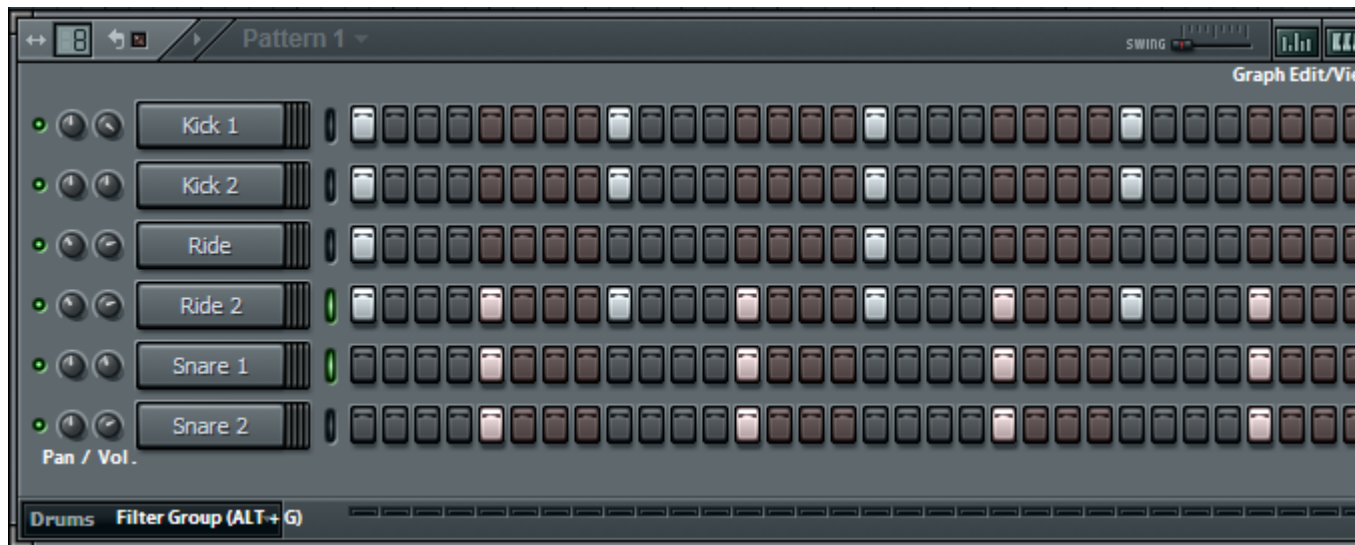 Pattern 1
SWING
Graph Edit/Vie
Kick 1
Kick 2
Ride
Ride 2
Snare 1
Snare 2
Pan / Vol.
Drums Filter Group (ALT + G)